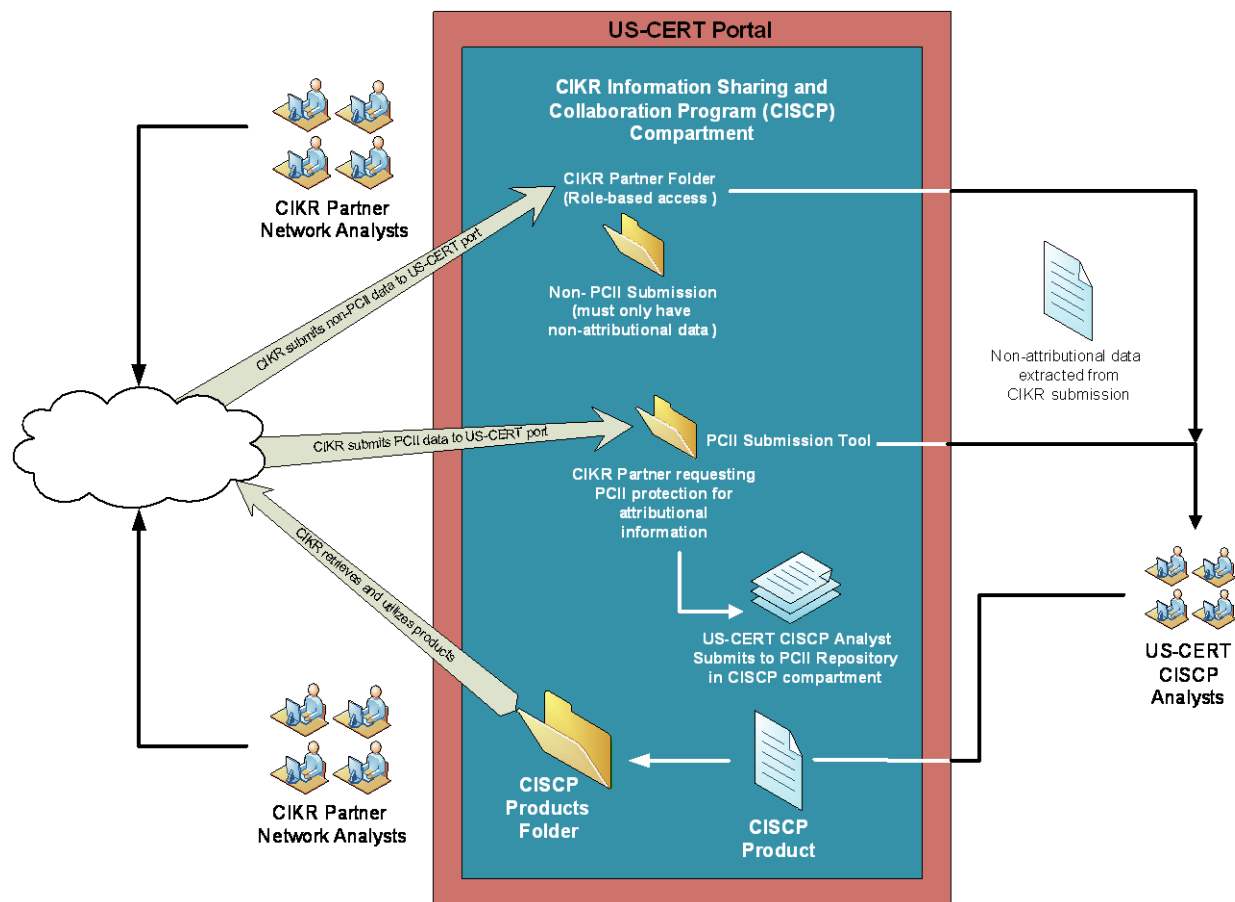 US-CERT Portal
CIKR Information Sharing and
Collaboration Program (CISCP)
Compartment
CIKR Partner
Network Analysts
CIKR Partner Folder
(Role-based access )
CIKR submits non-PCII data to US-CERT port
Non- PCII Submission
(must only have
non-attributional data )
Non-attributional data
extracted from
CIKR submission
CIKR submits PCII data to US-CERT port
PCII Submission Tool
CIKR Partner requesting
PCII protection for
attributional
information
CIKR retrieves and utilizes products
US-CERT CISCP Analyst
Submits to PCII Repository
in CISCP compartment
US-CERT
CISCP
Analysts
CIKR Partner
Network Analysts
CISCP
Products
Folder
CISCP
Product